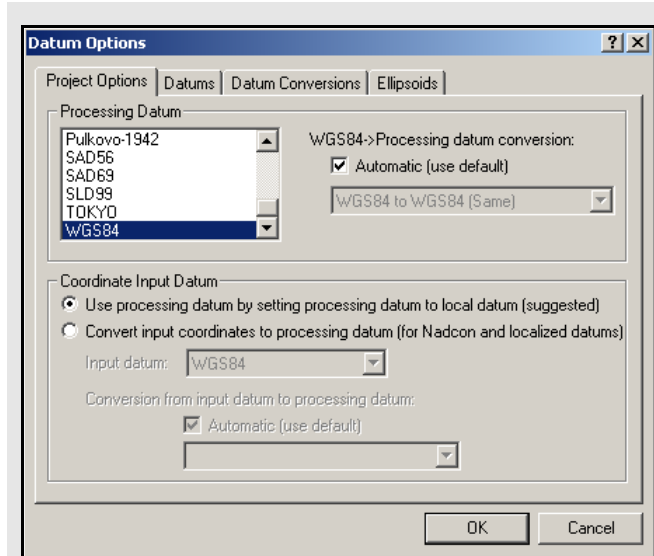 Datum Options
Project Options Datums Datum Conversions Ellipsoids
Processing Datum
Pulkovo-1942
SAD56
SAD69
SLD99
TOKYO
WGS84
WGS84->Processing datum conversion:
Automatic (use default)
WGS84 to WGS84 (Same)
Coordinate Input Datum
Use processing datum by setting processing datum to local datum (suggested)
Convert input coordinates to processing datum (for Nadcon and localized datums)
Input datum: WGS84
Conversion from input datum to processing datum:
Automatic (use default)
OK Cancel